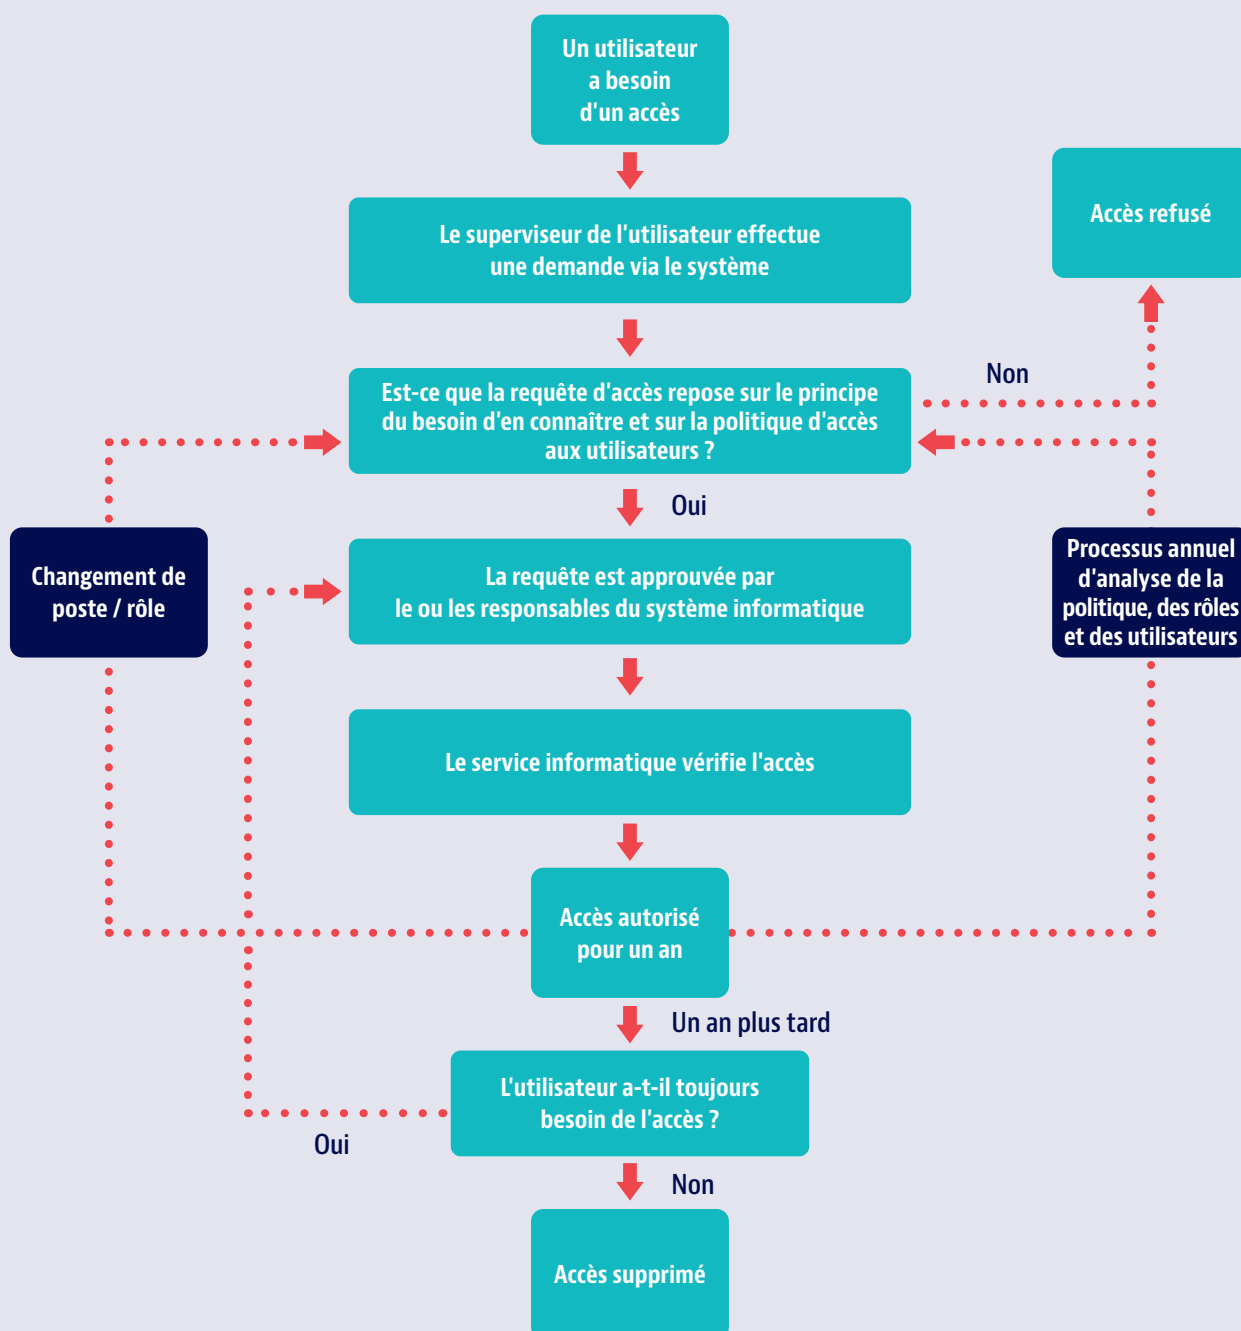 Un utilisateur
a besoin
d'un accès
Le superviseur de l'utilisateur effectue
une demande via le système
Accès refusé
Est-ce que la requête d'accès repose sur le principe
du besoin d'en connaître et sur la politique d'accès
aux utilisateurs ?
Non
Oui
Changement de
poste / rôle
La requête est approuvée par
le ou les responsables du système informatique
Processus annuel
d'analyse de la
politique, des rôles
et des utilisateurs
Le service informatique vérifie l'accès
Accès autorisé
pour un an
Un an plus tard
L'utilisateur a-t-il toujours
besoin de l'accès ?
Oui
Non
Accès supprimé